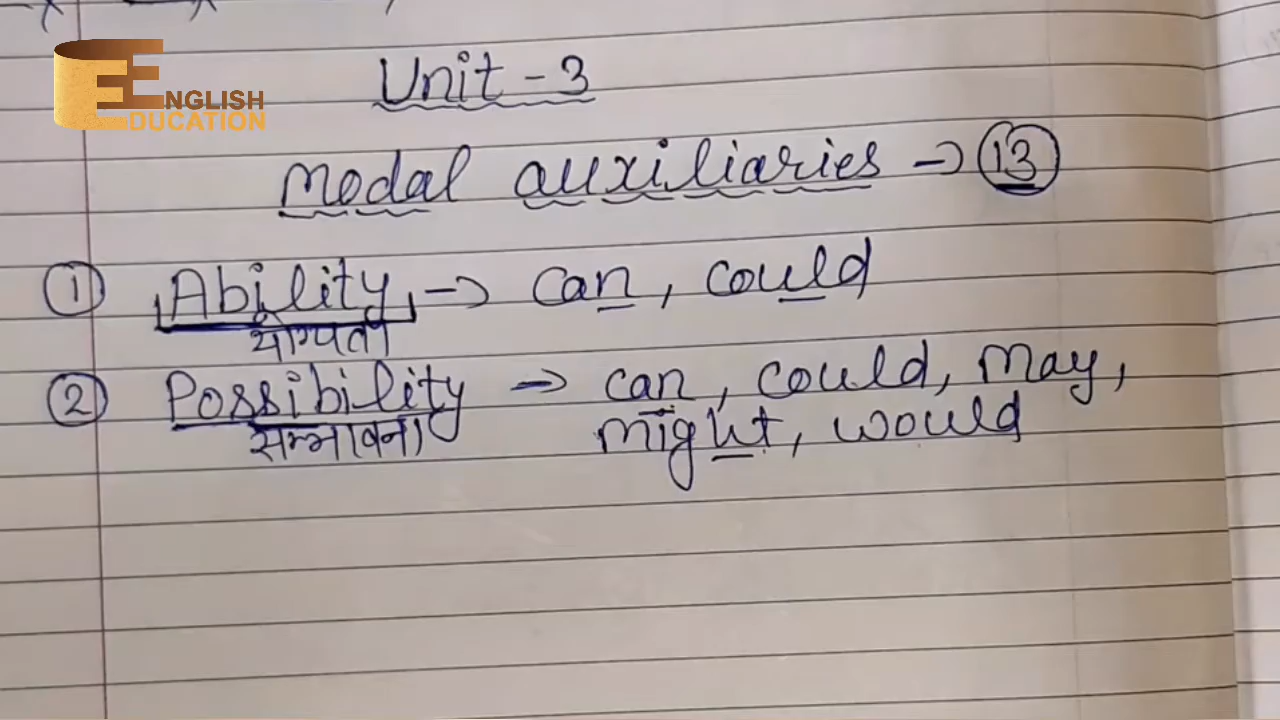 ENGLISH
EDUCATION
Unit - 3
Modal auxiliaries → 13
1 Ability → can, could
योग्यता
2 Possibility → can, could, may,
सम्भावना might, would